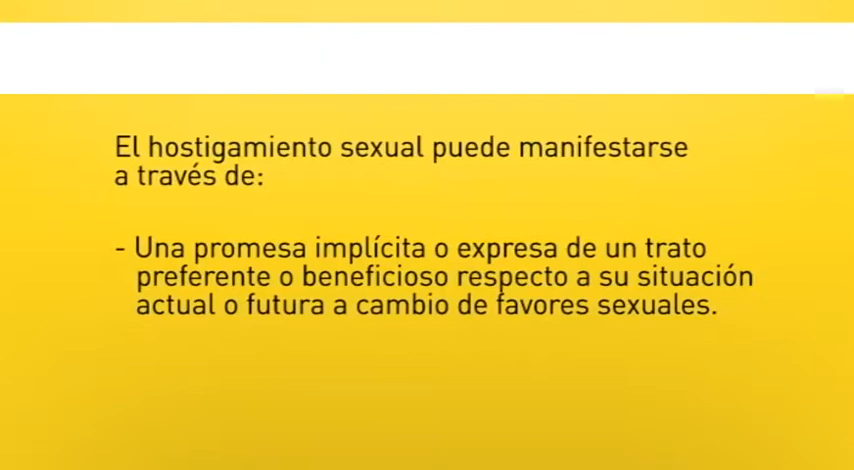 El hostigamiento sexual puede manifestarse
a través de:
- Una promesa implícita o expresa de un trato
preferente o beneficioso respecto a su situación
actual o futura a cambio de favores sexuales.